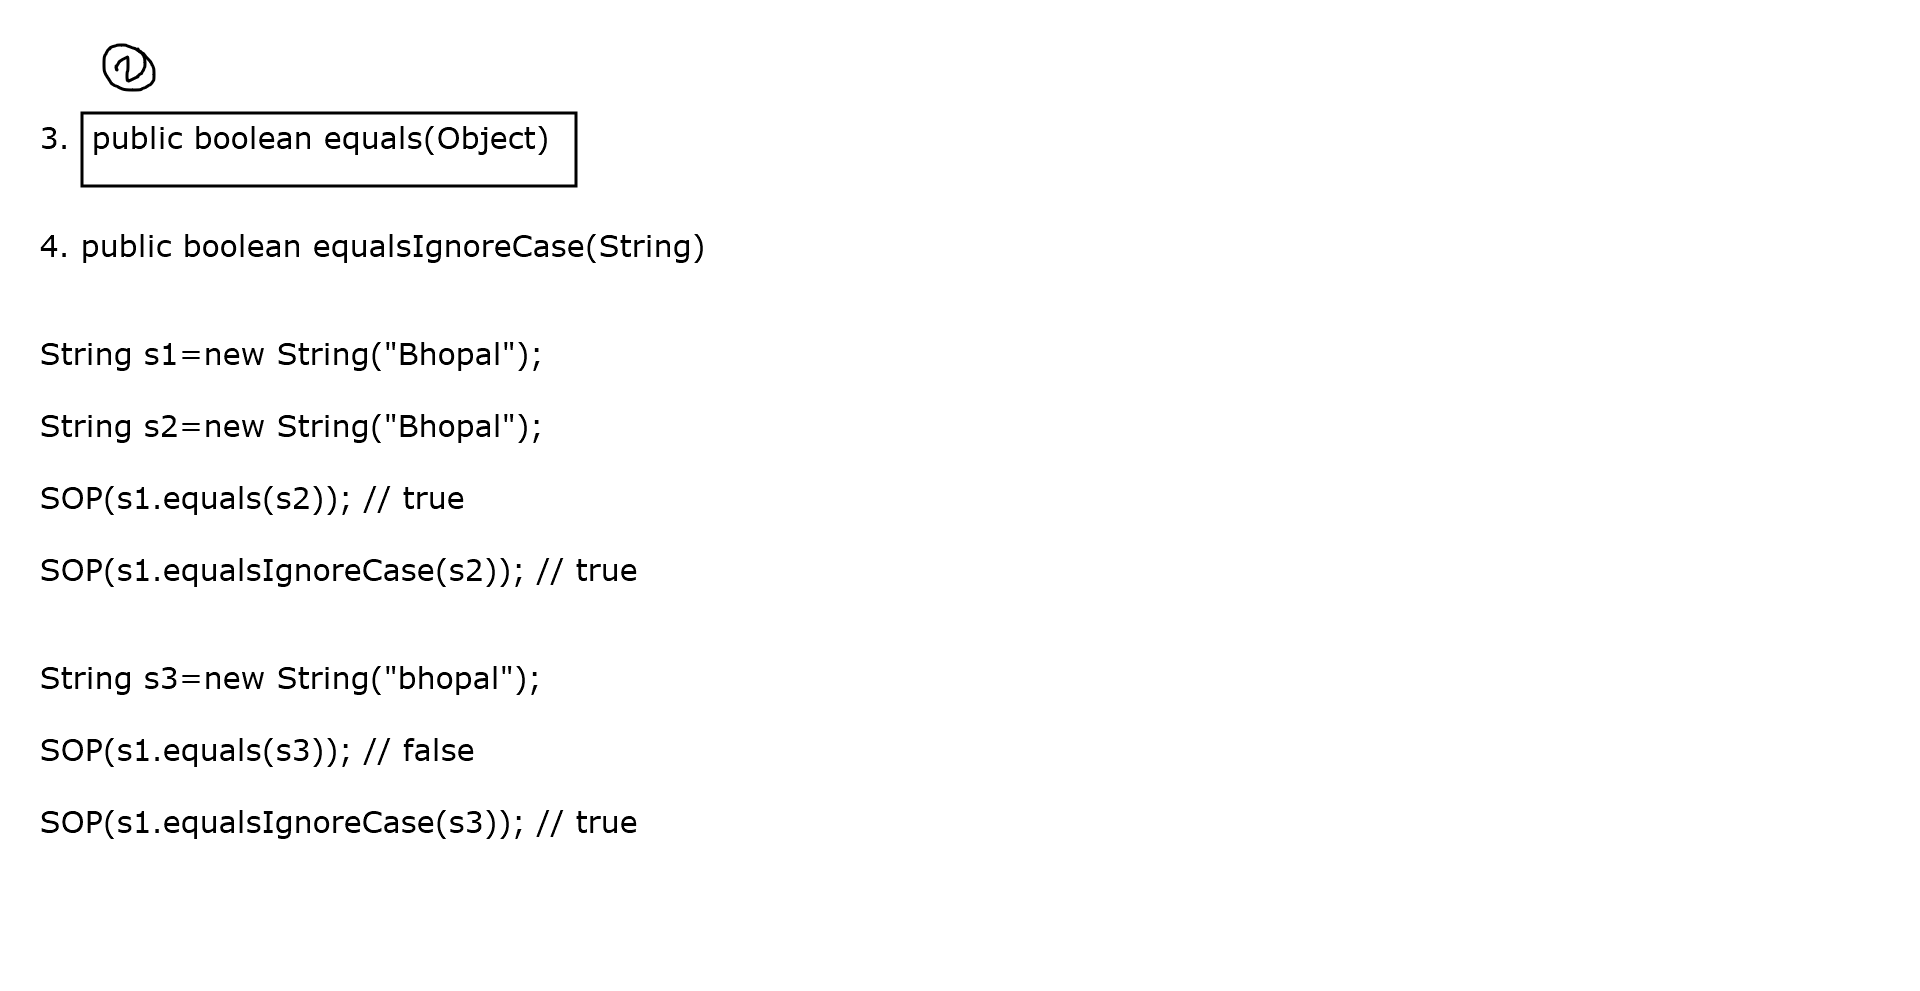 3. public boolean equals(Object)
4. public boolean equalsIgnoreCase(String)
String s1=new String("Bhopal");
String s2=new String("Bhopal");
SOP(s1.equals(s2)); // true
SOP(s1.equalsIgnoreCase(s2)); // true
String s3=new String("bhopal");
SOP(s1.equals(s3)); // false
SOP(s1.equalsIgnoreCase(s3)); // true